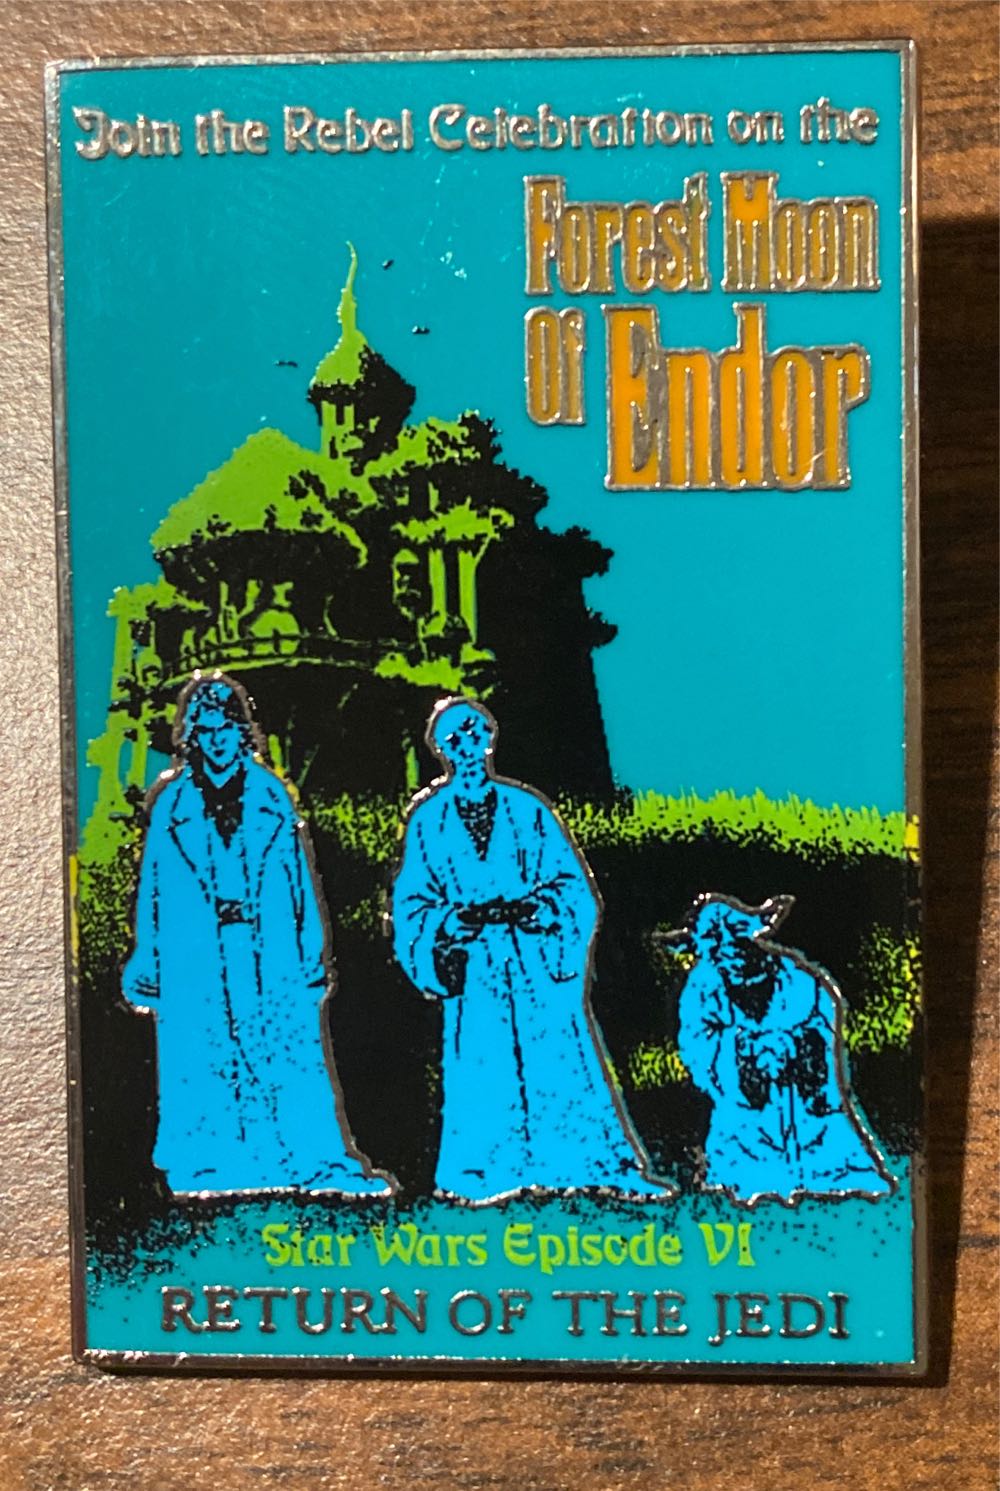 Join the Rebel Celebration on the
Forest Moon
Of Endor
Star Wars Episode VI
RETURN OF THE JEDI